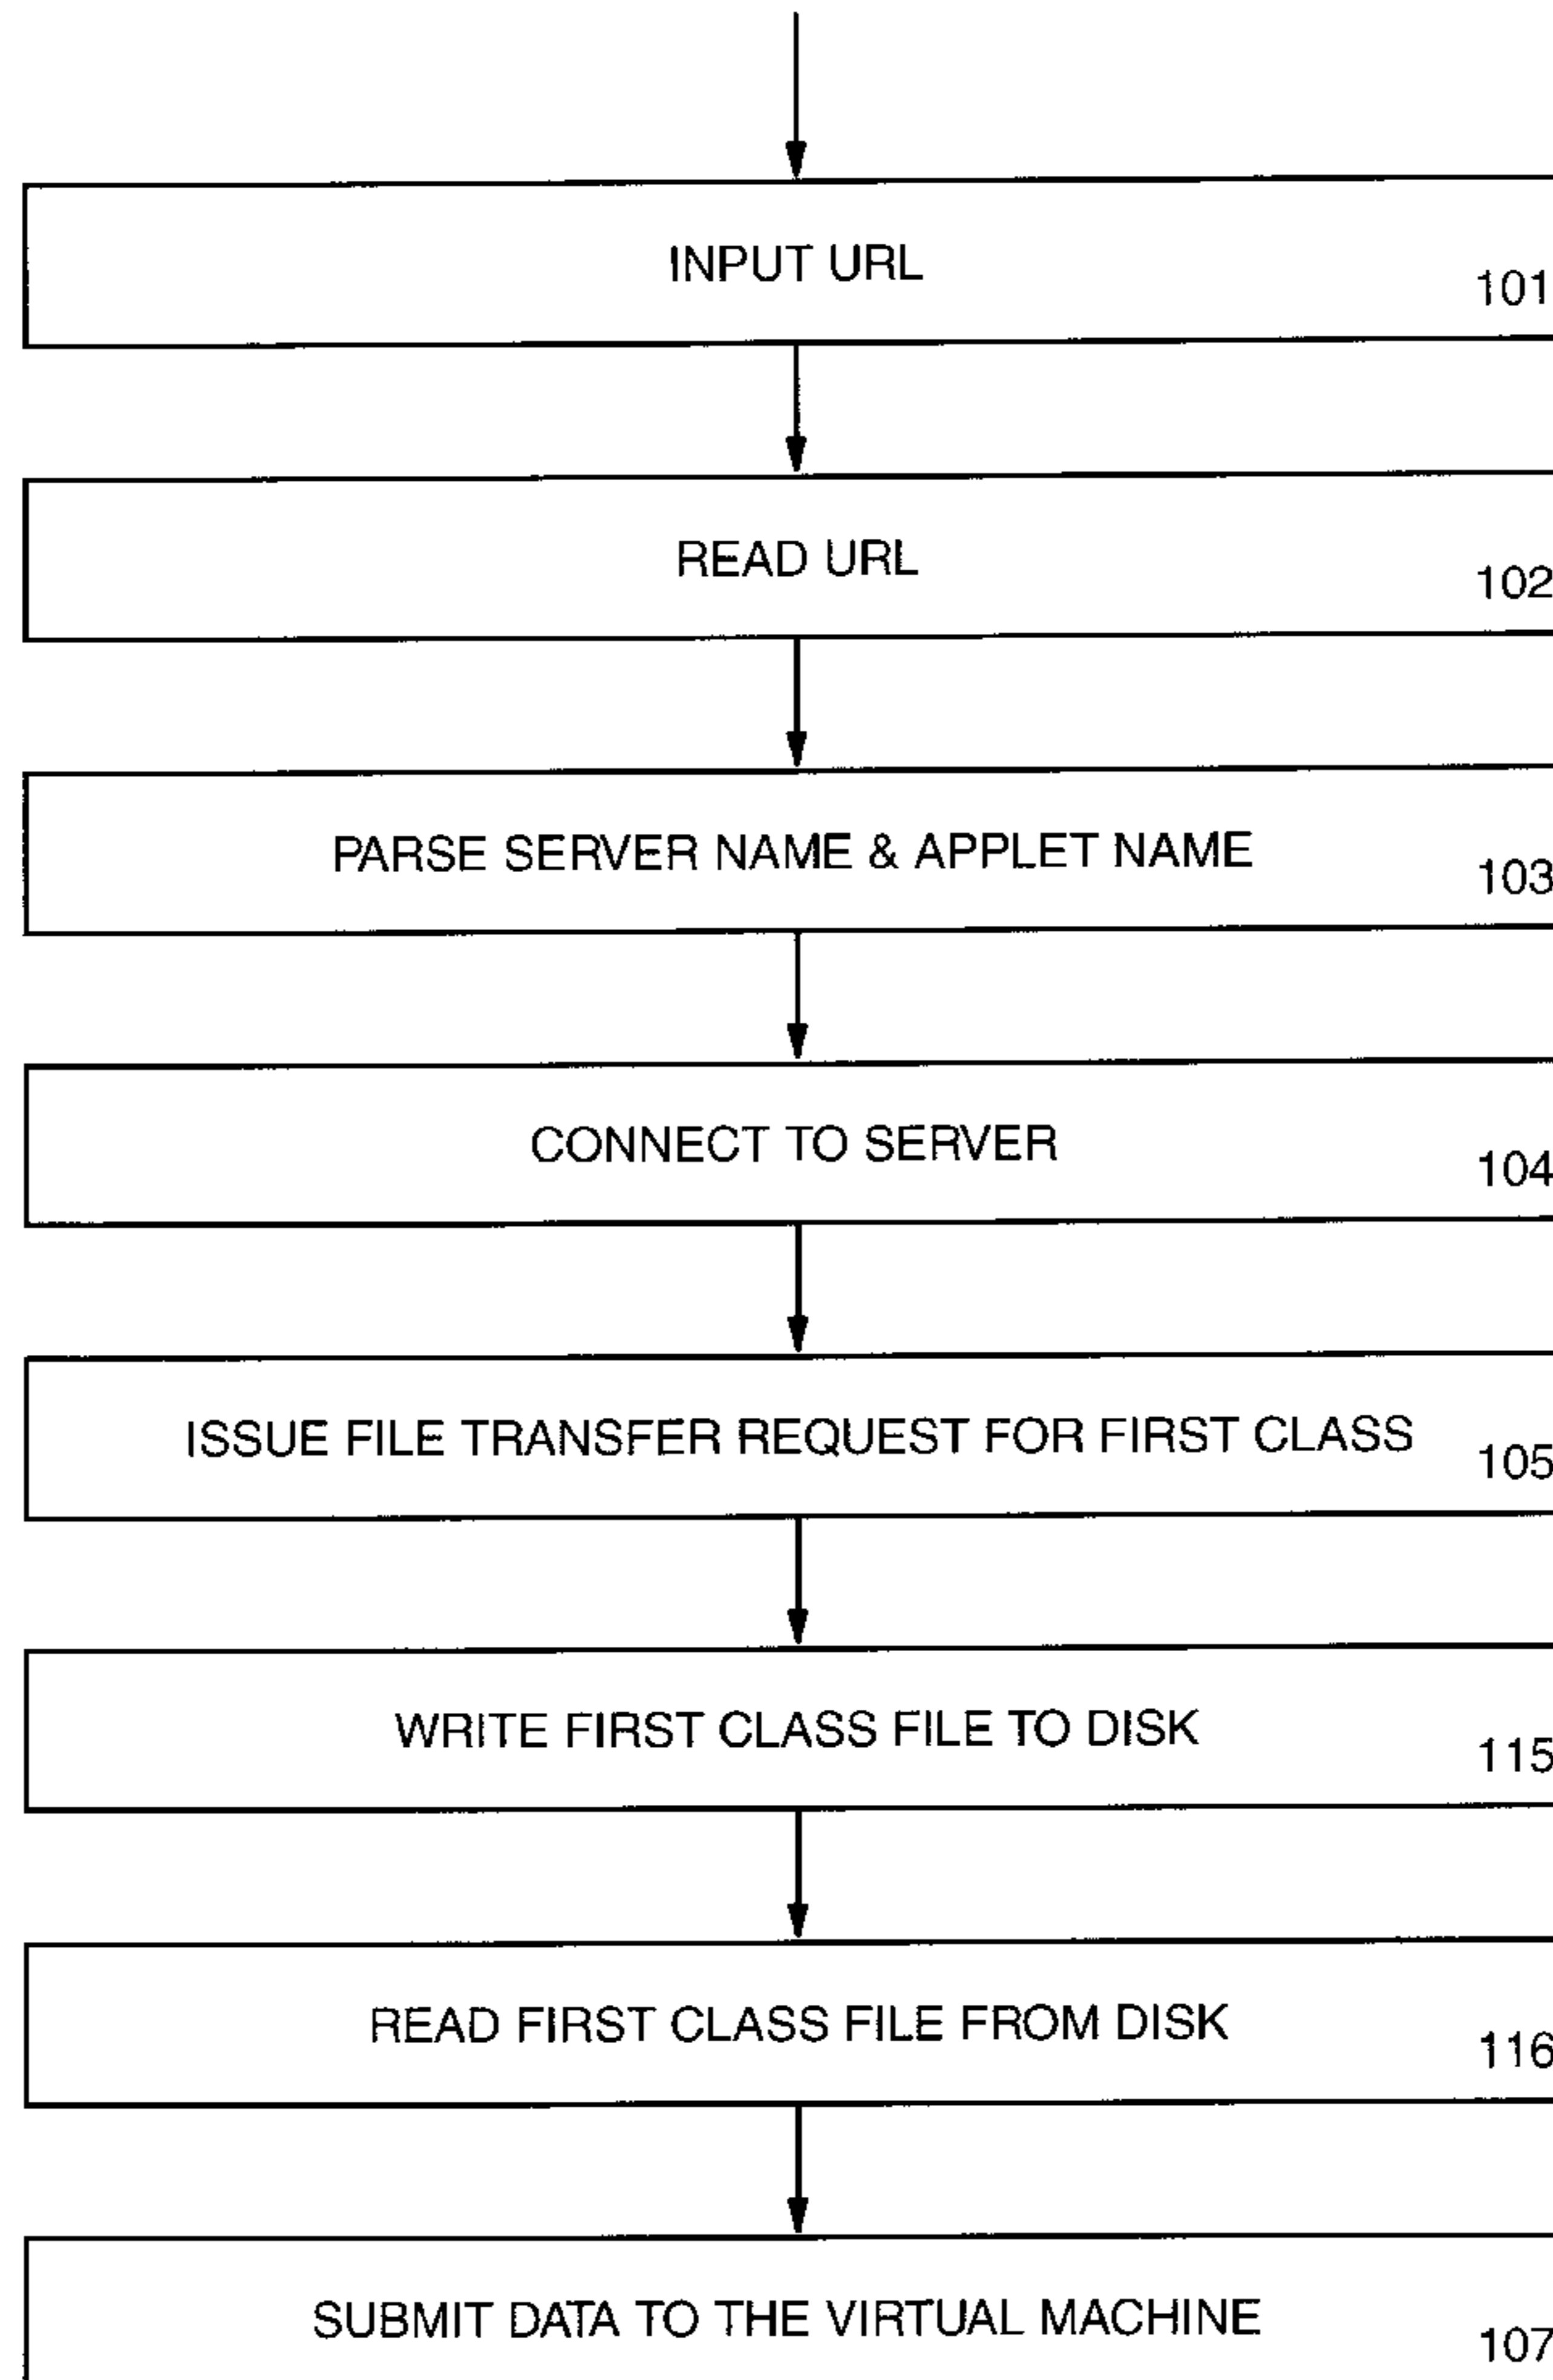 INPUT URL
101
READ URL
102
PARSE SERVER NAME & APPLET NAME
103
CONNECT TO SERVER
104
ISSUE FILE TRANSFER REQUEST FOR FIRST CLASS
105
WRITE FIRST CLASS FILE TO DISK
115
READ FIRST CLASS FILE FROM DISK
116
SUBMIT DATA TO THE VIRTUAL MACHINE
107